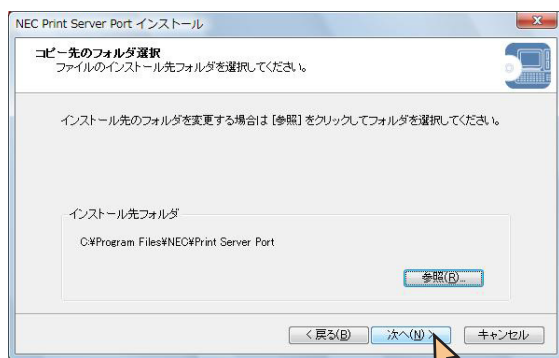 NEC Print Server Port インストール
コピー先のフォルダ選択
ファイルのインストール先フォルダを選択してください。
インストール先のフォルダを変更する場合は [参照] をクリックしてフォルダを選択してください。
インストール先フォルダ
C:¥Program Files¥NEC¥Print Server Port
参照(R)...
< 戻る(B)
次へ(N) >
キャンセル